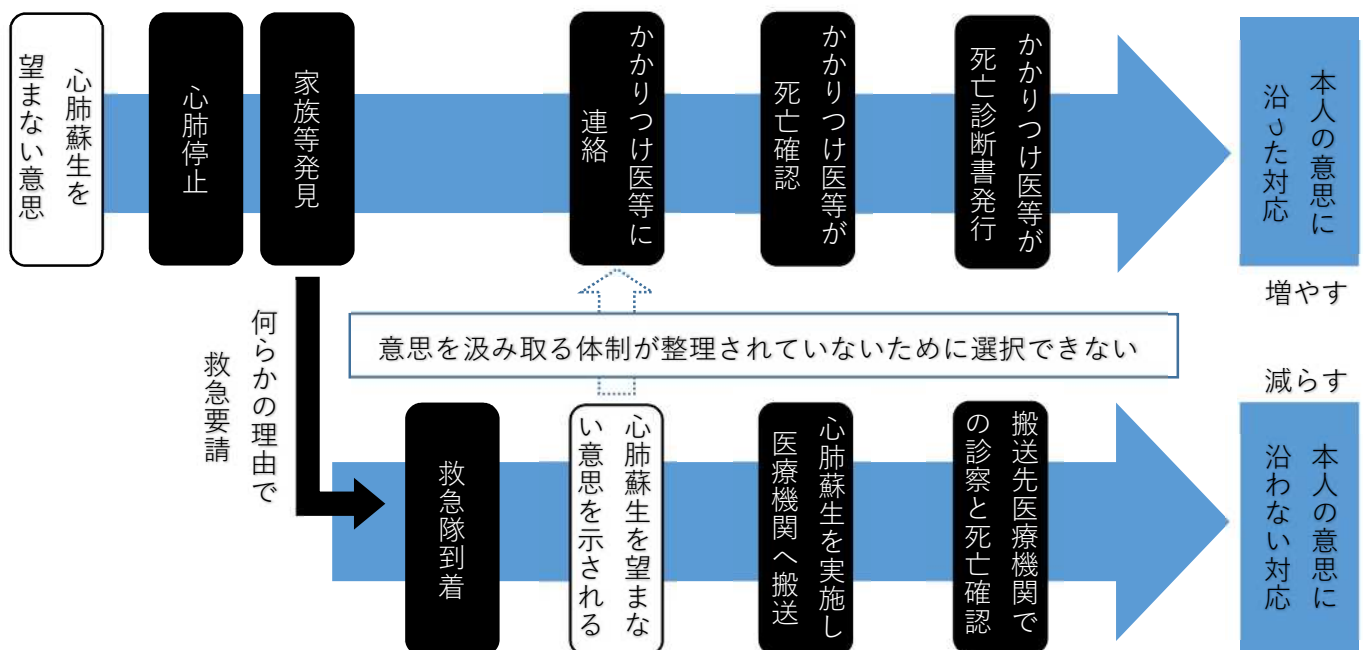 心肺蘇生を
望まない意思
心肺停止
家族等発見
かかりつけ医等に
連絡
かかりつけ医等が
死亡確認
かかりつけ医等が
死亡診断書発行
本人の意思に
沿った対応
増やす
何らかの理由で
救急要請
意思を汲み取る体制が整理されていないために選択できない
減らす
救急隊到着
心肺蘇生を望まな
い意思を示される
心肺蘇生を実施し
医療機関へ搬送
搬送先医療機関で
の診察と死亡確認
本人の意思に
沿わない対応